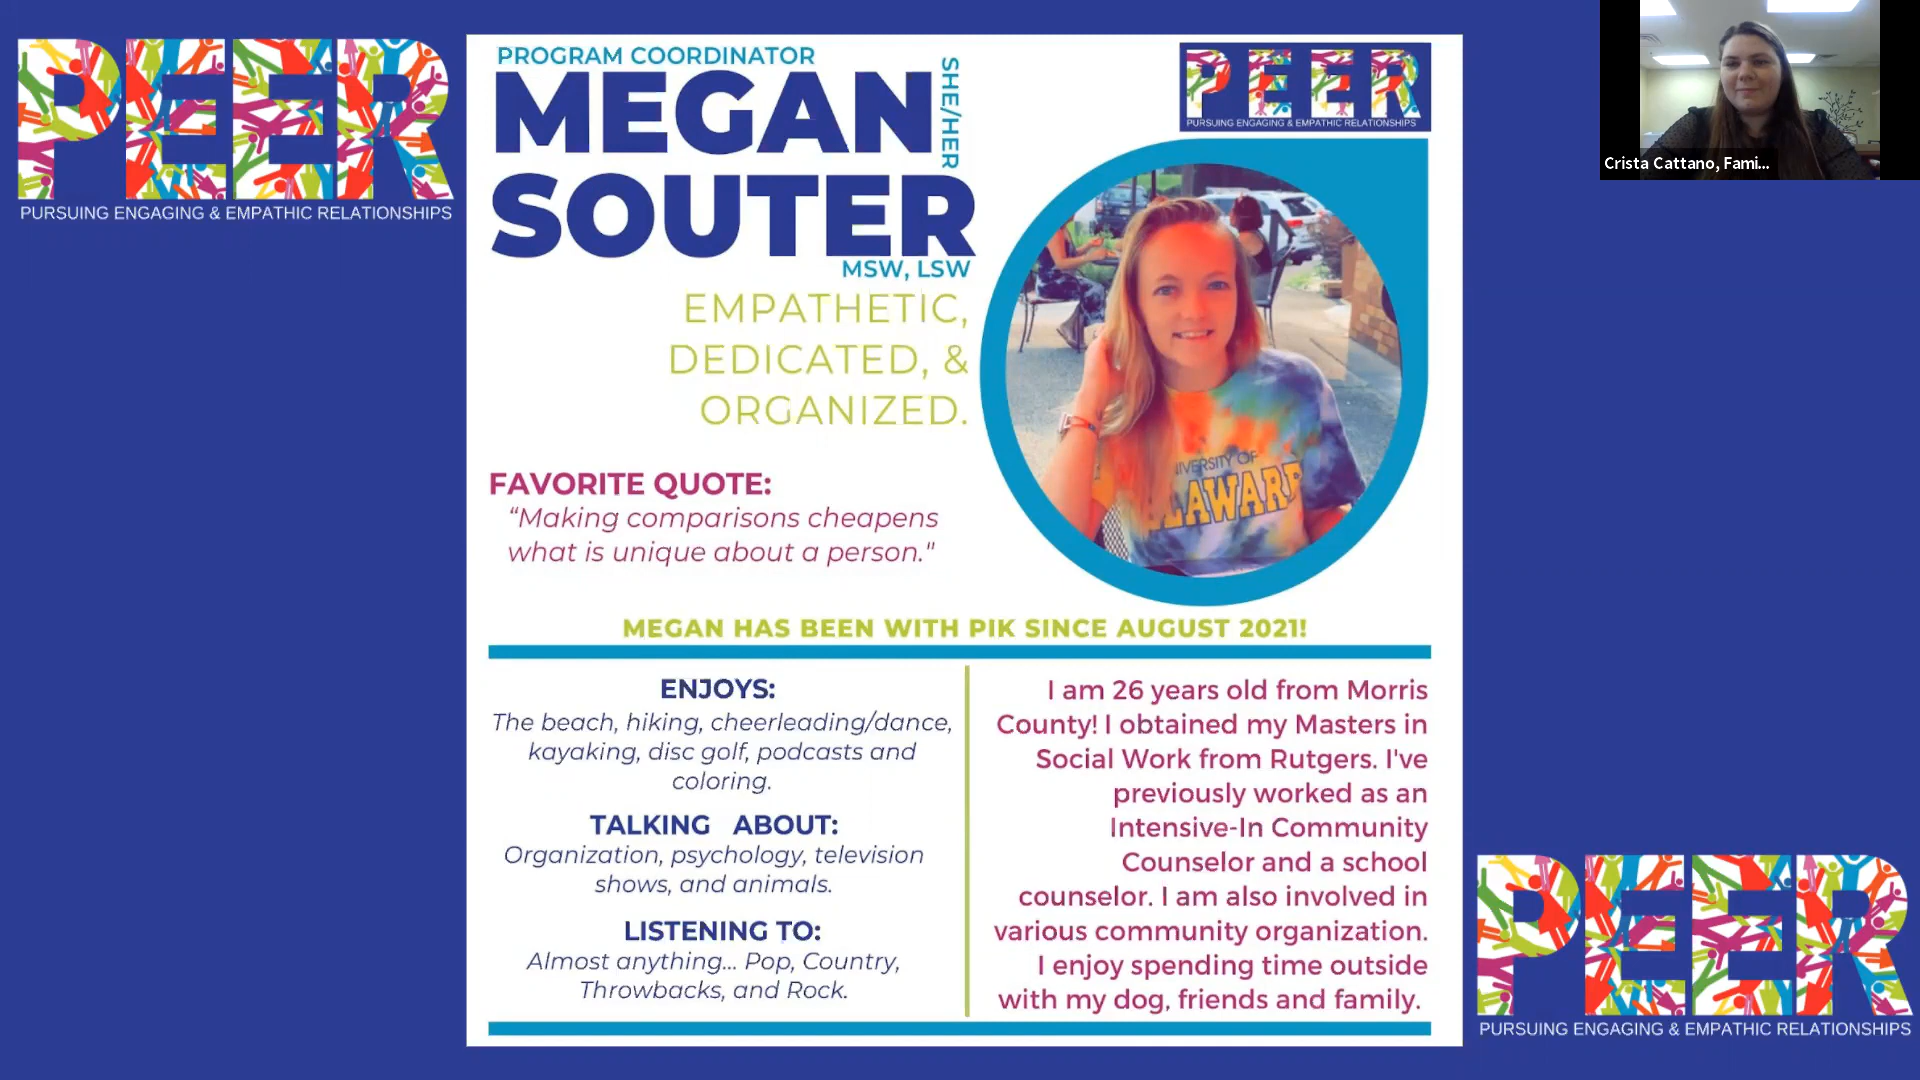 PEER
PURSUING ENGAGING & EMPATHIC RELATIONSHIPS
PROGRAM COORDINATOR
MEGAN
SHE/HER
SOUTER
MSW, LSW
EMPATHETIC,
DEDICATED, &
ORGANIZED.
FAVORITE QUOTE:
“Making comparisons cheapens
what is unique about a person."
PEER
PURSUING ENGAGING & EMPATHIC RELATIONSHIPS
IVERSITY OF
LAWARE
MEGAN HAS BEEN WITH PIK SINCE AUGUST 2021!
ENJOYS:
The beach, hiking, cheerleading/dance,
kayaking, disc golf, podcasts and
coloring.
TALKING ABOUT:
Organization, psychology, television
shows, and animals.
LISTENING TO:
Almost anything... Pop, Country,
Throwbacks, and Rock.
I am 26 years old from Morris
County! I obtained my Masters in
Social Work from Rutgers. I've
previously worked as an
Intensive-In Community
Counselor and a school
counselor. I am also involved in
various community organization.
I enjoy spending time outside
with my dog, friends and family.
Crista Cattano, Fami...
PEER
PURSUING ENGAGING & EMPATHIC RELATIONSHIPS